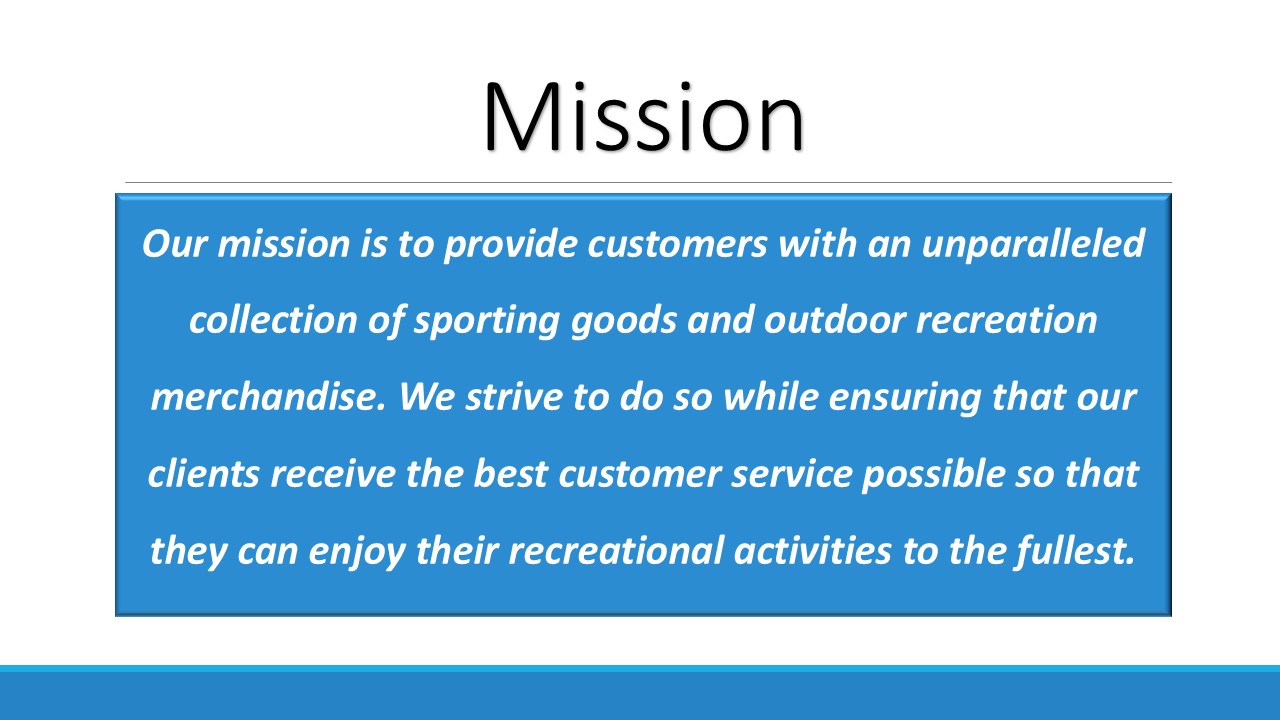 Mission
Our mission is to provide customers with an unparalleled
collection of sporting goods and outdoor recreation
merchandise. We strive to do so while ensuring that our
clients receive the best customer service possible so that
they can enjoy their recreational activities to the fullest.